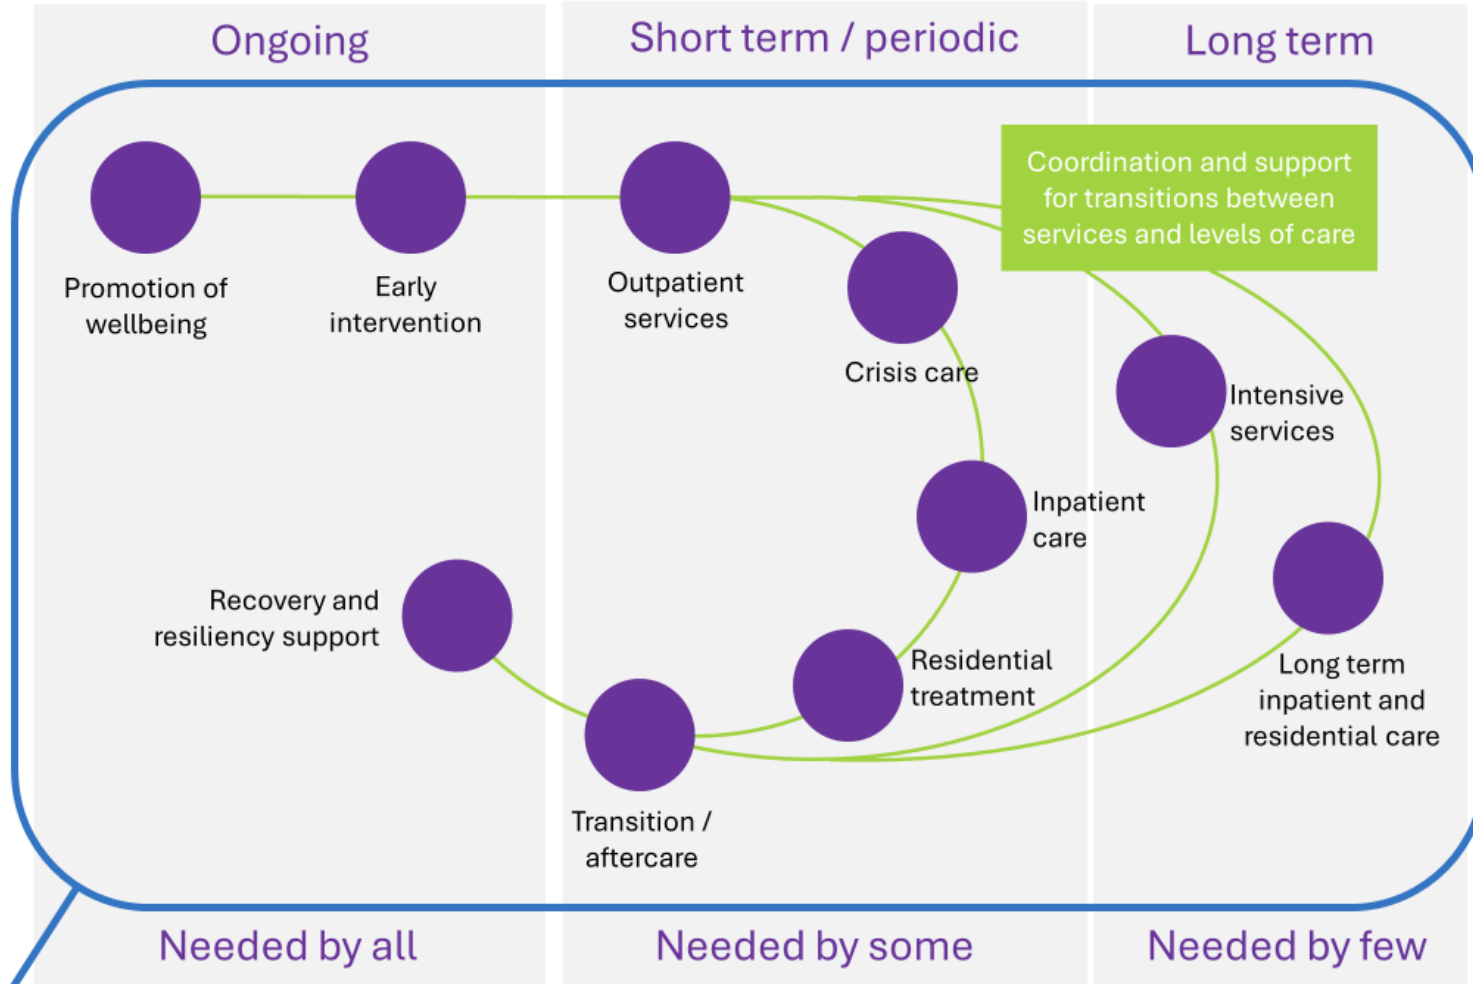 Ongoing
Short term / periodic
Long term
Coordination and support
for transitions between
services and levels of care
Promotion of
wellbeing
Early
intervention
Outpatient
services
Crisis care
Intensive
services
Inpatient
care
Recovery and
resiliency support
Residential
treatment
Long term
inpatient and
residential care
Transition /
aftercare
Needed by all
Needed by some
Needed by few